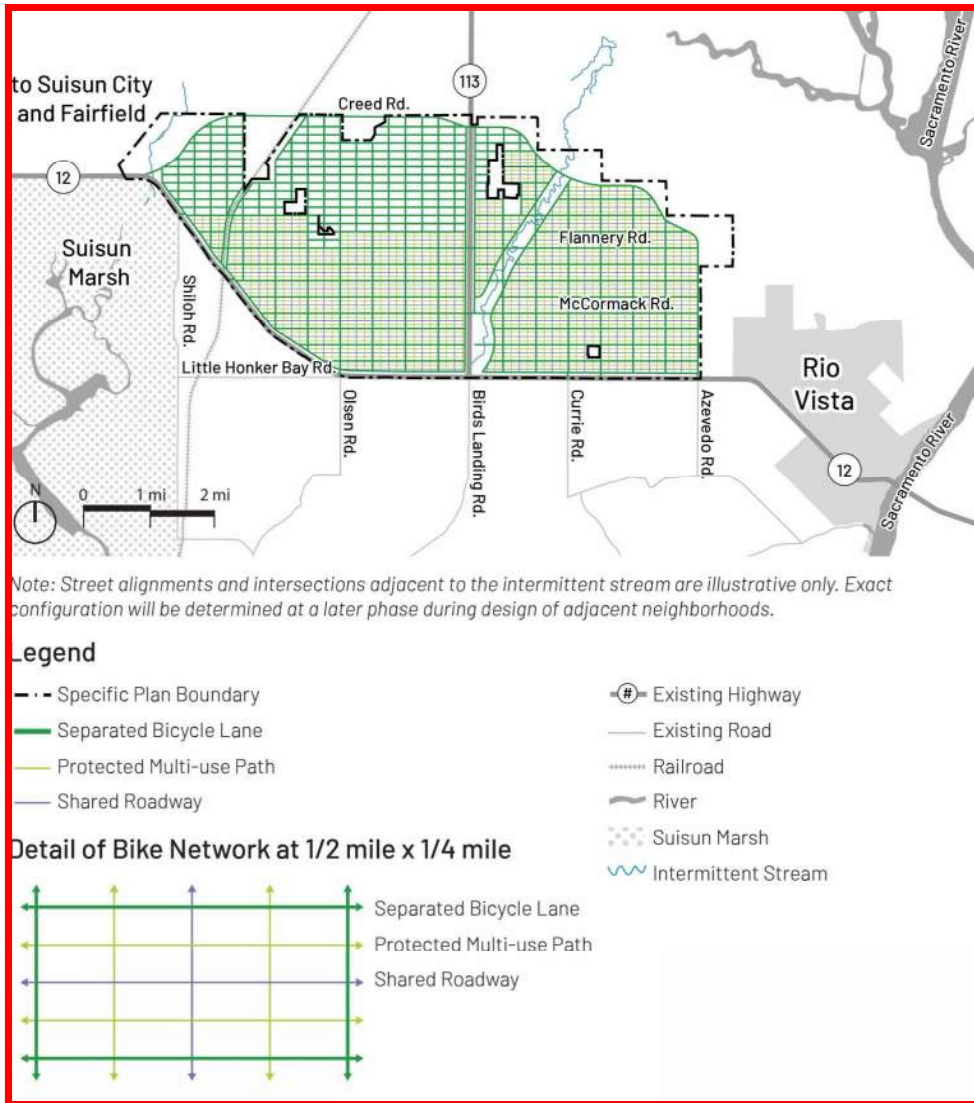 to Suisun City
and Fairfield
113
Creed Rd.
Sacramento River
Sacramento River
12
Suisun
Marsh
Flannery Rd.
Shiloh Rd.
McCormack Rd.
Little Honker Bay Rd.
Rio
Vista
Olsen Rd.
Birds Landing Rd.
Currie Rd.
Azevedo Rd.
12
Sacramento River
N
0 1 mi 2 mi
Note: Street alignments and intersections adjacent to the intermittent stream are illustrative only. Exact
configuration will be determined at a later phase during design of adjacent neighborhoods.
Legend
Specific Plan Boundary
Separated Bicycle Lane
Protected Multi-use Path
Shared Roadway
# Existing Highway
Existing Road
Railroad
River
Suisun Marsh
Intermittent Stream
Detail of Bike Network at 1/2 mile x 1/4 mile
Separated Bicycle Lane
Protected Multi-use Path
Shared Roadway